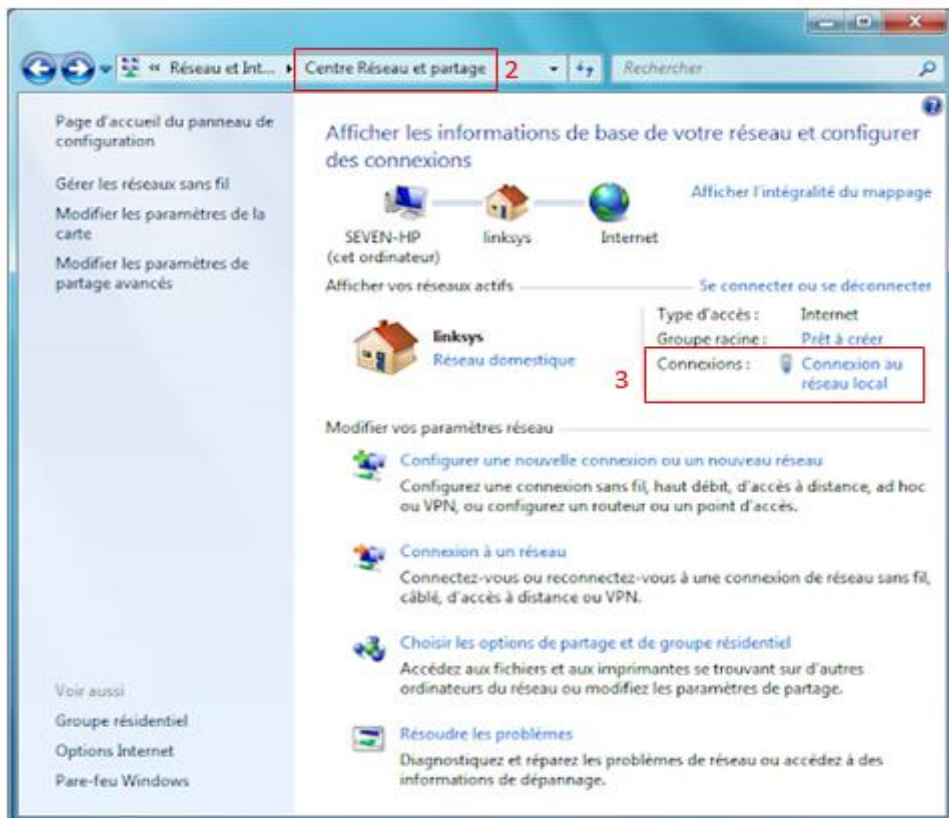 « Réseau et Int... Centre Réseau et partage 2 Rechercher
Page d'accueil du panneau de
configuration
Gérer les réseaux sans fil
Modifier les paramètres de la
carte
Modifier les paramètres de
partage avancés
Voir aussi
Groupe résidentiel
Options Internet
Pare-feu Windows
Afficher les informations de base de votre réseau et configurer
des connexions
Afficher l'intégralité du mappage
SEVEN-HP linksys Internet
(cet ordinateur)
Afficher vos réseaux actifs Se connecter ou se déconnecter
linksys
Réseau domestique
Type d'accès : Internet
Groupe racine : Prêt à créer
3 Connexions : Connexion au
réseau local
Modifier vos paramètres réseau
Configurer une nouvelle connexion ou un nouveau réseau
Configurez une connexion sans fil, haut débit, d'accès à distance, ad hoc
ou VPN, ou configurez un routeur ou un point d'accès.
Connexion à un réseau
Connectez-vous ou reconnectez-vous à une connexion de réseau sans fil,
câblé, d'accès à distance ou VPN.
Choisir les options de partage et de groupe résidentiel
Accédez aux fichiers et aux imprimantes se trouvant sur d'autres
ordinateurs du réseau ou modifiez les paramètres de partage.
Résoudre les problèmes
Diagnostiquez et réparez les problèmes de réseau ou accédez à des
informations de dépannage.